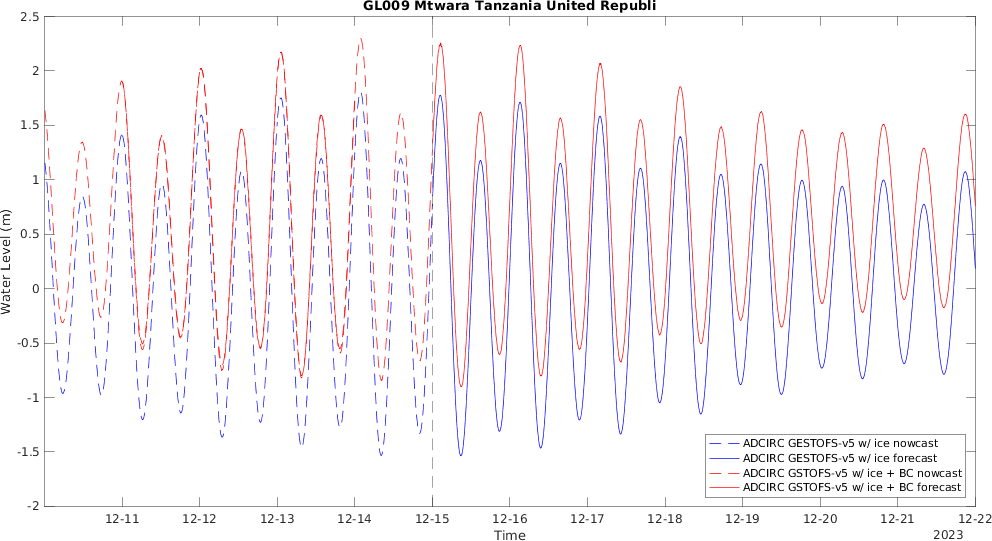 GL009 Mtwara Tanzania United Republi
2.5
2
1.5
1
0.5
0
-0.5
-1
-1.5
-2
Water Level (m)
12-11 12-12 12-13 12-14 12-15 12-16 12-17 12-18 12-19 12-20 12-21 12-22
Time
2023
ADCIRC GESTOFS-v5 w/ ice nowcast
ADCIRC GESTOFS-v5 w/ ice forecast
ADCIRC GSTOFS-v5 w/ ice + BC nowcast
ADCIRC GSTOFS-v5 w/ ice + BC forecast